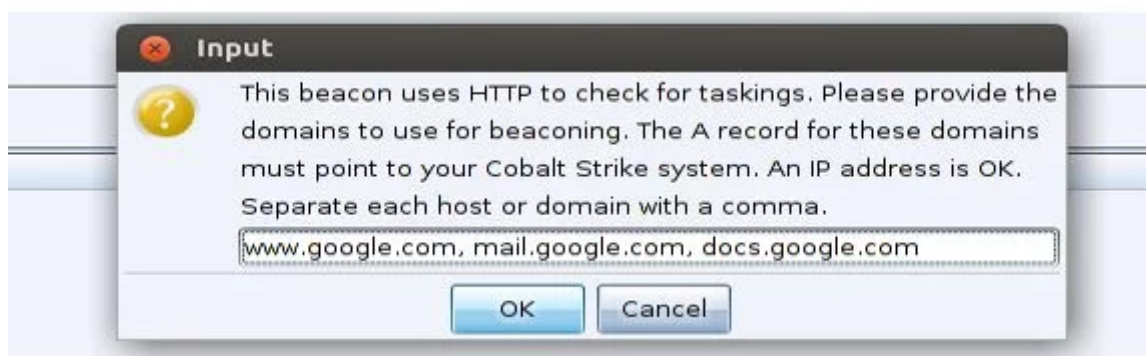 Input
This beacon uses HTTP to check for taskings. Please provide the
domains to use for beaconing. The A record for these domains
must point to your Cobalt Strike system. An IP address is OK.
Separate each host or domain with a comma.
www.google.com, mail.google.com, docs.google.com
OK Cancel